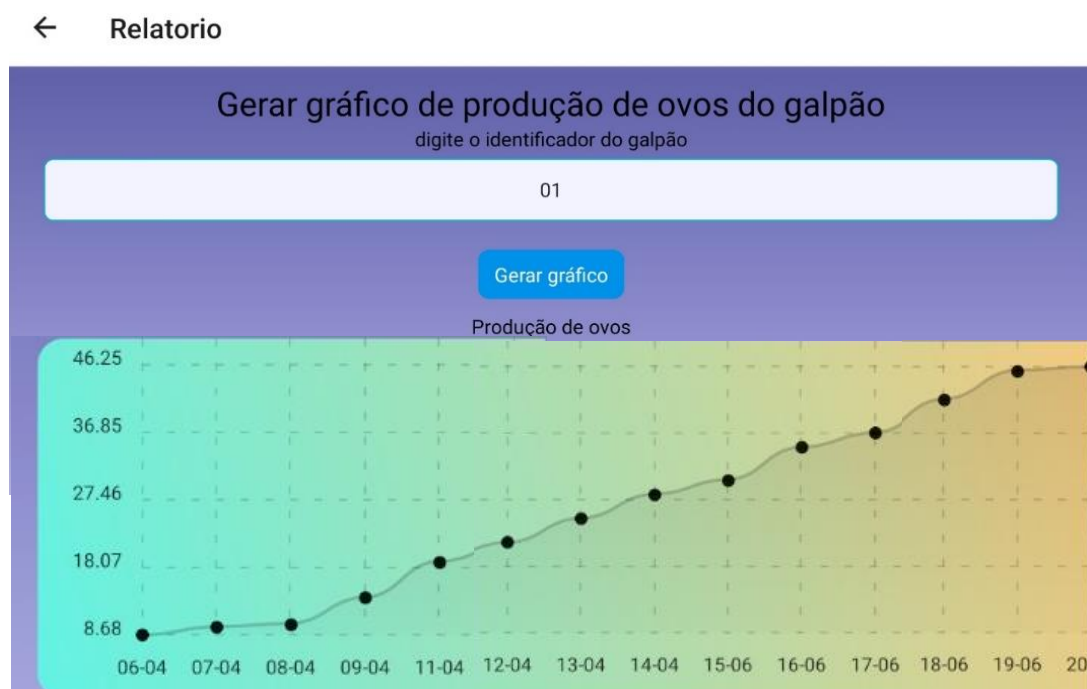 Relatorio
Gerar gráfico de produção de ovos do galpão
digite o identificador do galpão
01
Gerar gráfico
Produção de ovos
46.25
36.85
27.46
18.07
8.68
06-04 07-04 08-04 09-04 11-04 12-04 13-04 14-04 15-06 16-06 17-06 18-06 19-06 20